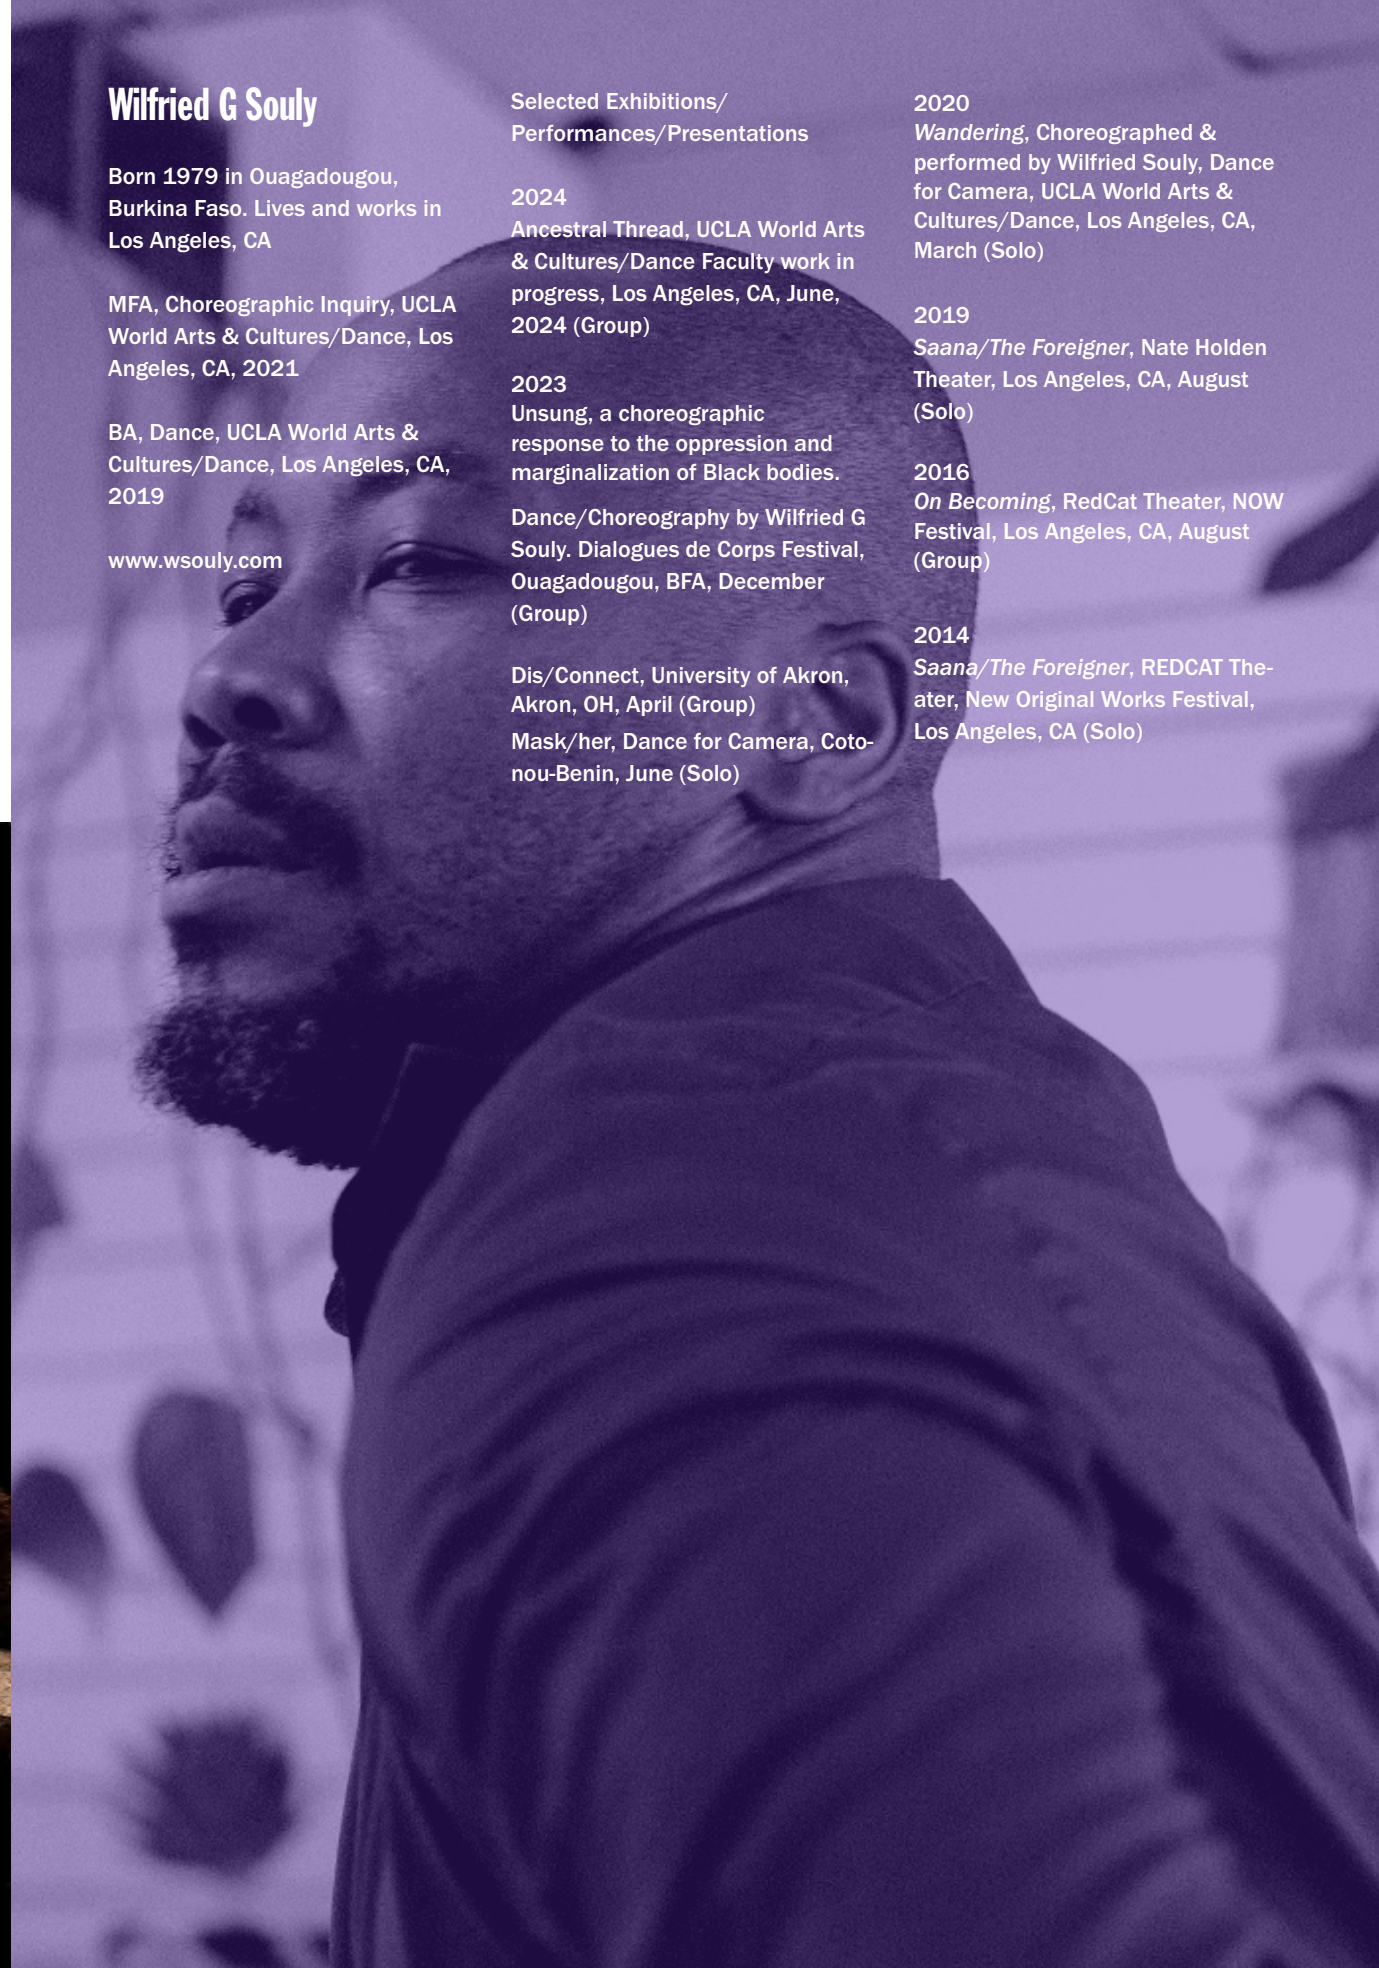 Wilfried G Souly
Born 1979 in Ouagadougou,
Burkina Faso. Lives and works in
Los Angeles, CA
MFA, Choreographic Inquiry, UCLA
World Arts & Cultures/Dance, Los
Angeles, CA, 2021
BA, Dance, UCLA World Arts &
Cultures/Dance, Los Angeles, CA,
2019
www.wsouly.com
Selected Exhibitions/
Performances/Presentations
2024
Ancestral Thread, UCLA World Arts
& Cultures/Dance Faculty work in
progress, Los Angeles, CA, June,
2024 (Group)
2023
Unsung, a choreographic
response to the oppression and
marginalization of Black bodies.
Dance/Choreography by Wilfried G
Souly. Dialogues de Corps Festival,
Ouagadougou, BFA, December
(Group)
Dis/Connect, University of Akron,
Akron, OH, April (Group)
Mask/her, Dance for Camera, Coto-
nou-Benin, June (Solo)
2020
Wandering, Choreographed &
performed by Wilfried Souly, Dance
for Camera, UCLA World Arts &
Cultures/Dance, Los Angeles, CA,
March (Solo)
2019
Saana/The Foreigner, Nate Holden
Theater, Los Angeles, CA, August
(Solo)
2016
On Becoming, RedCat Theater, NOW
Festival, Los Angeles, CA, August
(Group)
2014
Saana/The Foreigner, REDCAT The-
ater, New Original Works Festival,
Los Angeles, CA (Solo)